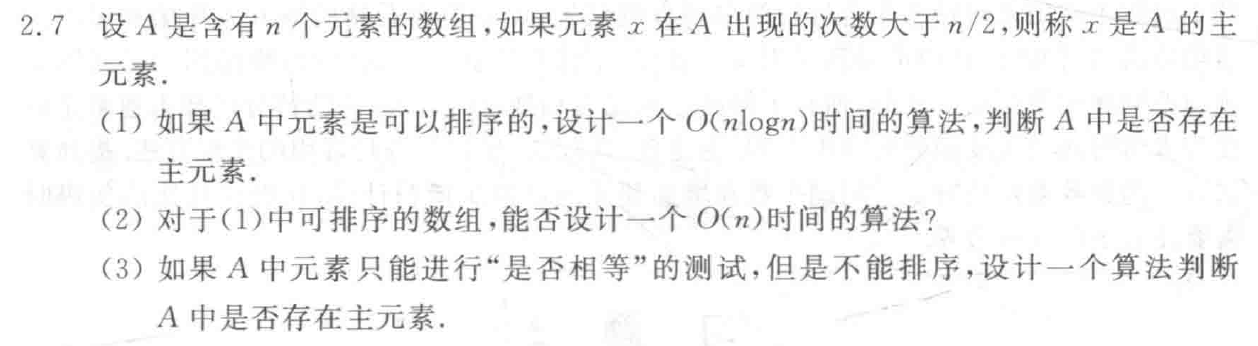 2.7 设 A 是含有 n 个元素的数组,如果元素 x 在 A 出现的次数大于 n/2,则称 x 是 A 的主
元素.
(1) 如果 A 中元素是可以排序的,设计一个 O(nlogn)时间的算法,判断 A 中是否存在
主元素.
(2) 对于(1)中可排序的数组,能否设计一个 O(n)时间的算法?
(3) 如果 A 中元素只能进行“是否相等”的测试,但是不能排序,设计一个算法判断
A 中是否存在主元素.